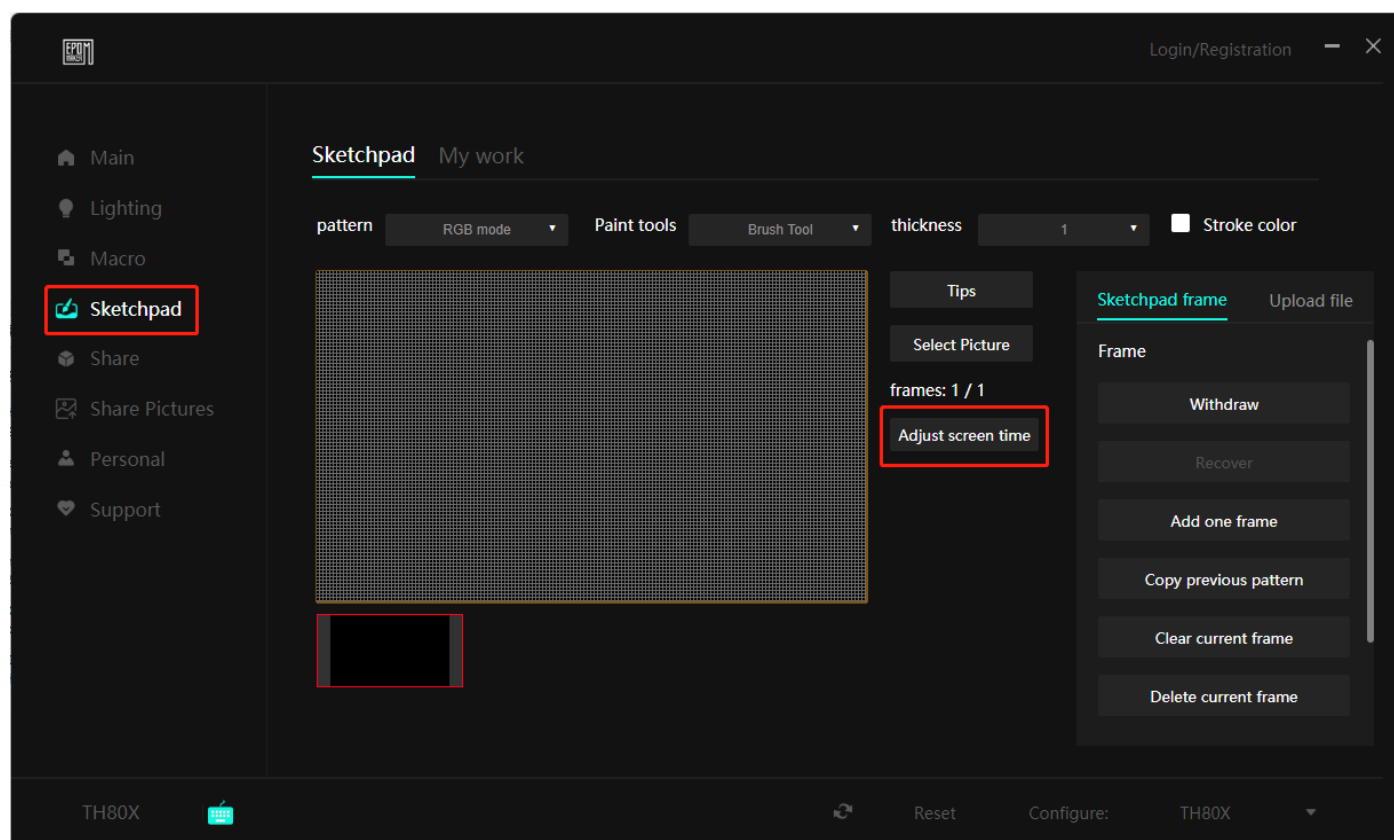 EPOMAKER
Login/Registration
Main
Lighting
Macro
Sketchpad
Share
Share Pictures
Personal
Support
Sketchpad My work
pattern RGB mode Paint tools Brush Tool thickness 1 Stroke color
Tips
Select Picture
frames: 1 / 1
Adjust screen time
Sketchpad frame Upload file
Frame
Withdraw
Recover
Add one frame
Copy previous pattern
Clear current frame
Delete current frame
TH80X Reset Configure: TH80X